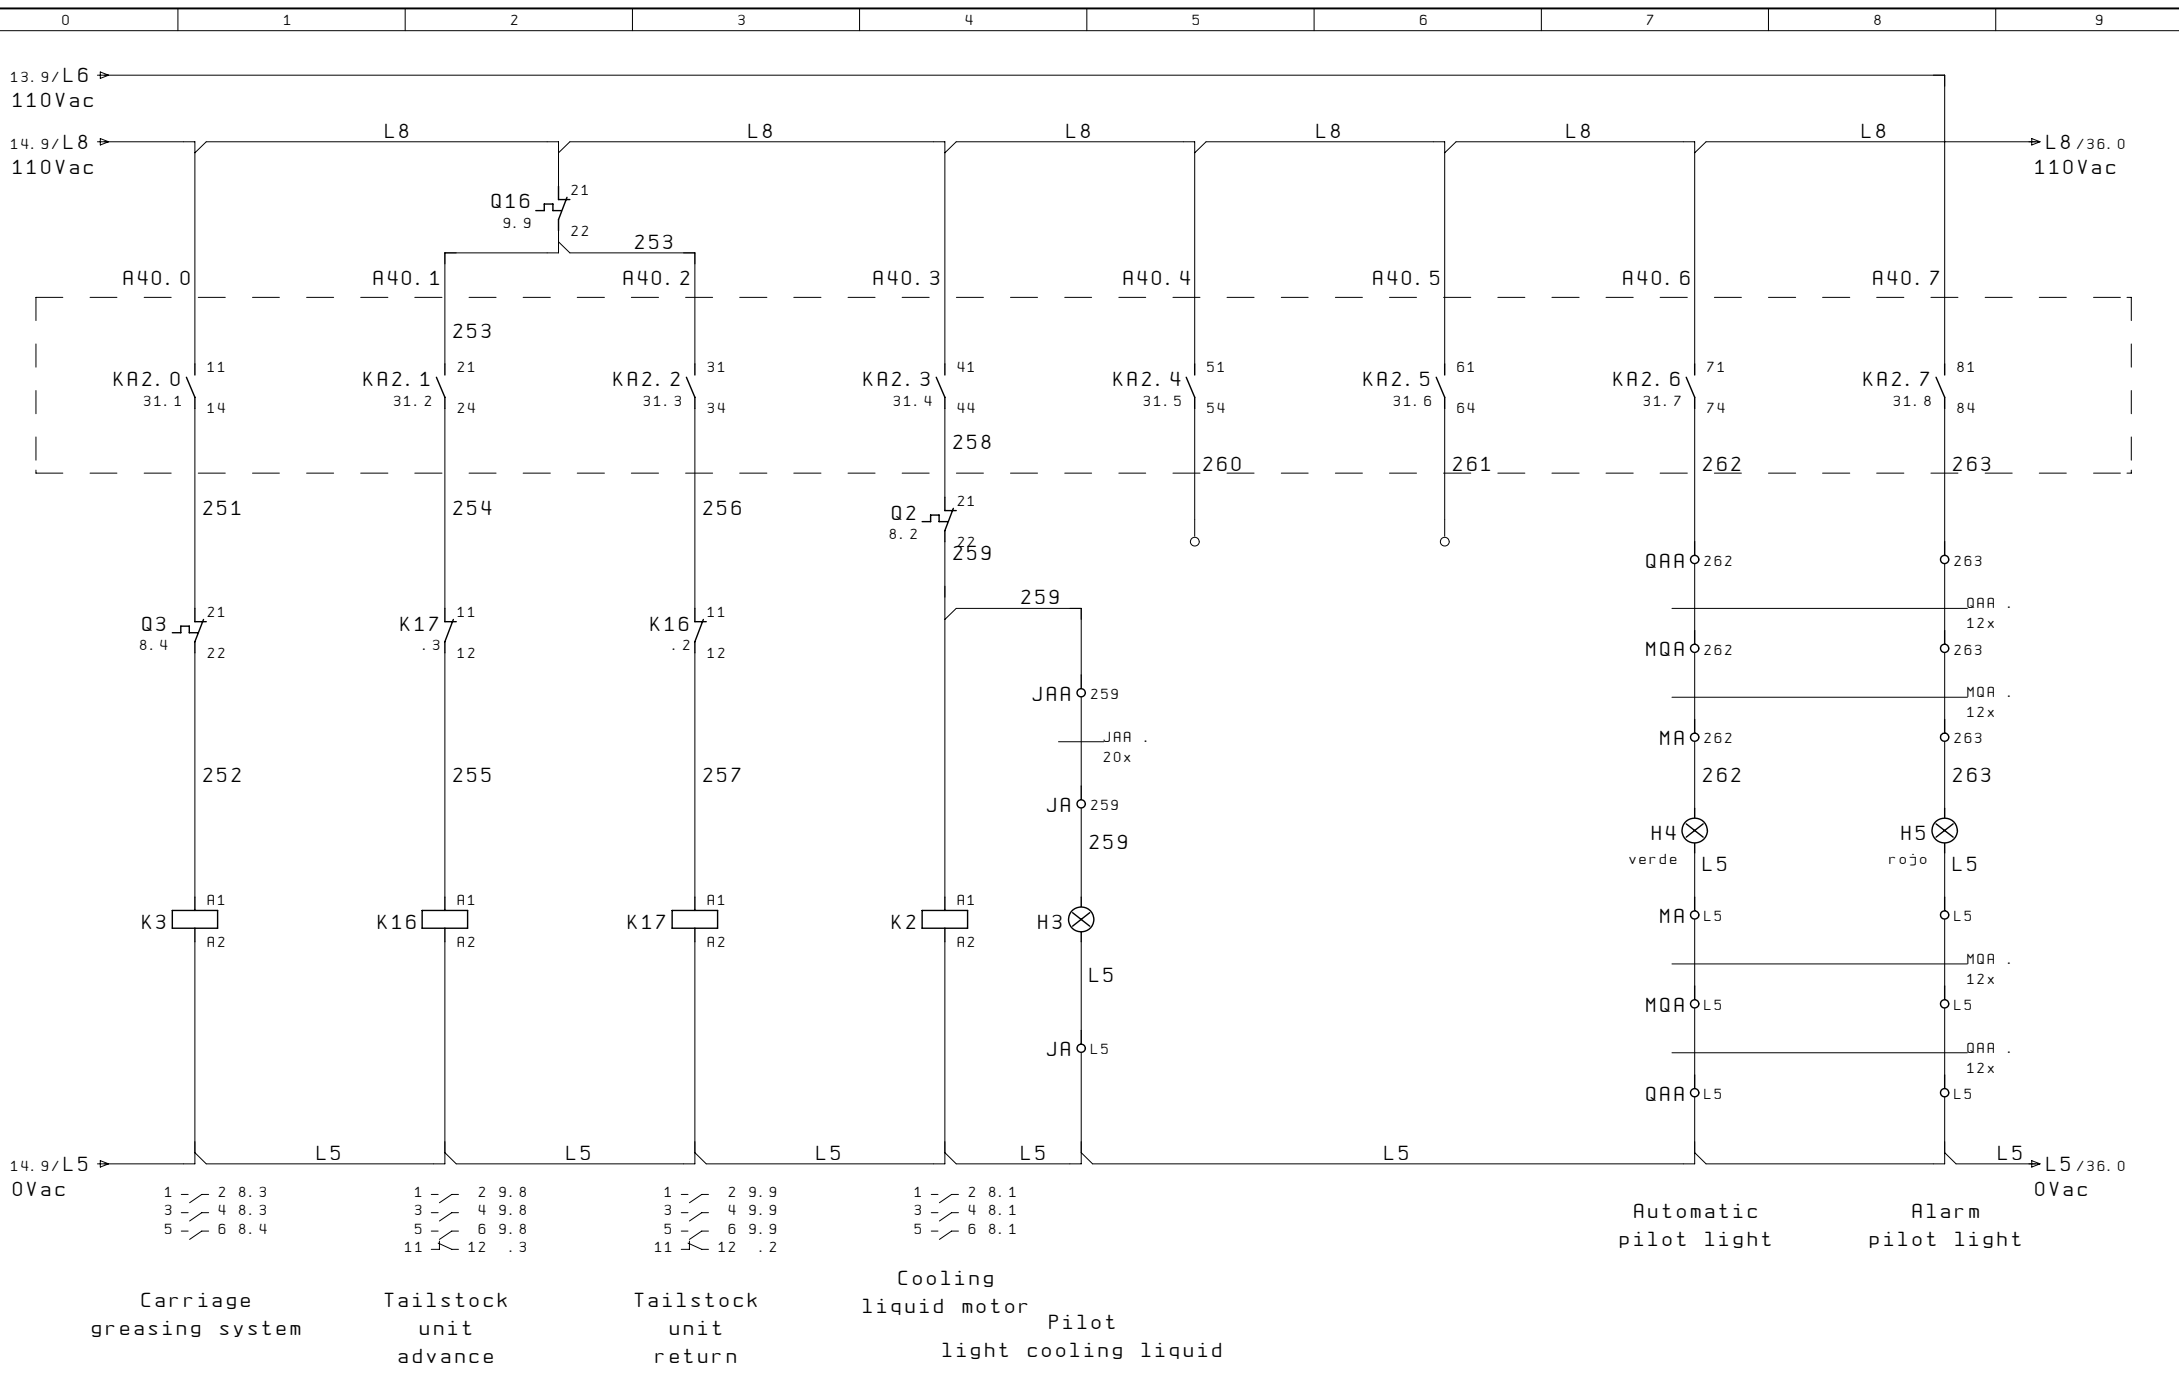 0 1 2 3 4 5 6 7 8 9
13.9/L6
110Vac
L8 L8 L8 L8 L8 L8
14.9/L8 L8/36.0
110Vac 110Vac
21
Q16
9.9
22
253
A40.0 A40.1 A40.2 A40.3 A40.4 A40.5 A40.6 A40.7
253
11 21 31 41 51 61 71 81
KA2.0 KA2.1 KA2.2 KA2.3 KA2.4 KA2.5 KA2.6 KA2.7
31.1 31.2 31.3 31.4 31.5 31.6 31.7 31.8
14 24 34 44 54 64 74 84
258
260 261 262 263
21
251 254 256
Q2
8.2
22
259
QAA 262 263
259
QAA .
12x
21 11 11
Q3 K17 K16
8.4 .3 .2
22 12 12
MQA 262 263
JAA 259
MQA .
12x
JAA .
20x
MA 262 263
252 255 257 262 263
JA 259
H4 H5
259
verde L5 rojo L5
A1 A1 A1 A1
K3 K16 K17 K2 H3
A2 A2 A2 A2
MA L5 L5
MQA .
12x
L5
MQA L5 L5
JA L5
QAA .
12x
QAA L5 L5
L5 L5 L5 L5 L5 L5
14.9/L5 L5/36.0
0Vac 0Vac
1 2 8.3 1 2 9.8 1 2 9.9 1 2 8.1
3 4 8.3 3 4 9.8 3 4 9.9 3 4 8.1
5 6 8.4 5 6 9.8 5 6 9.9 5 6 8.1
11 12 .3 11 12 .2
Automatic Alarm
pilot light pilot light
Cooling
liquid motor
Carriage Tailstock Tailstock
greasing system unit unit
advance return
Pilot
light cooling liquid